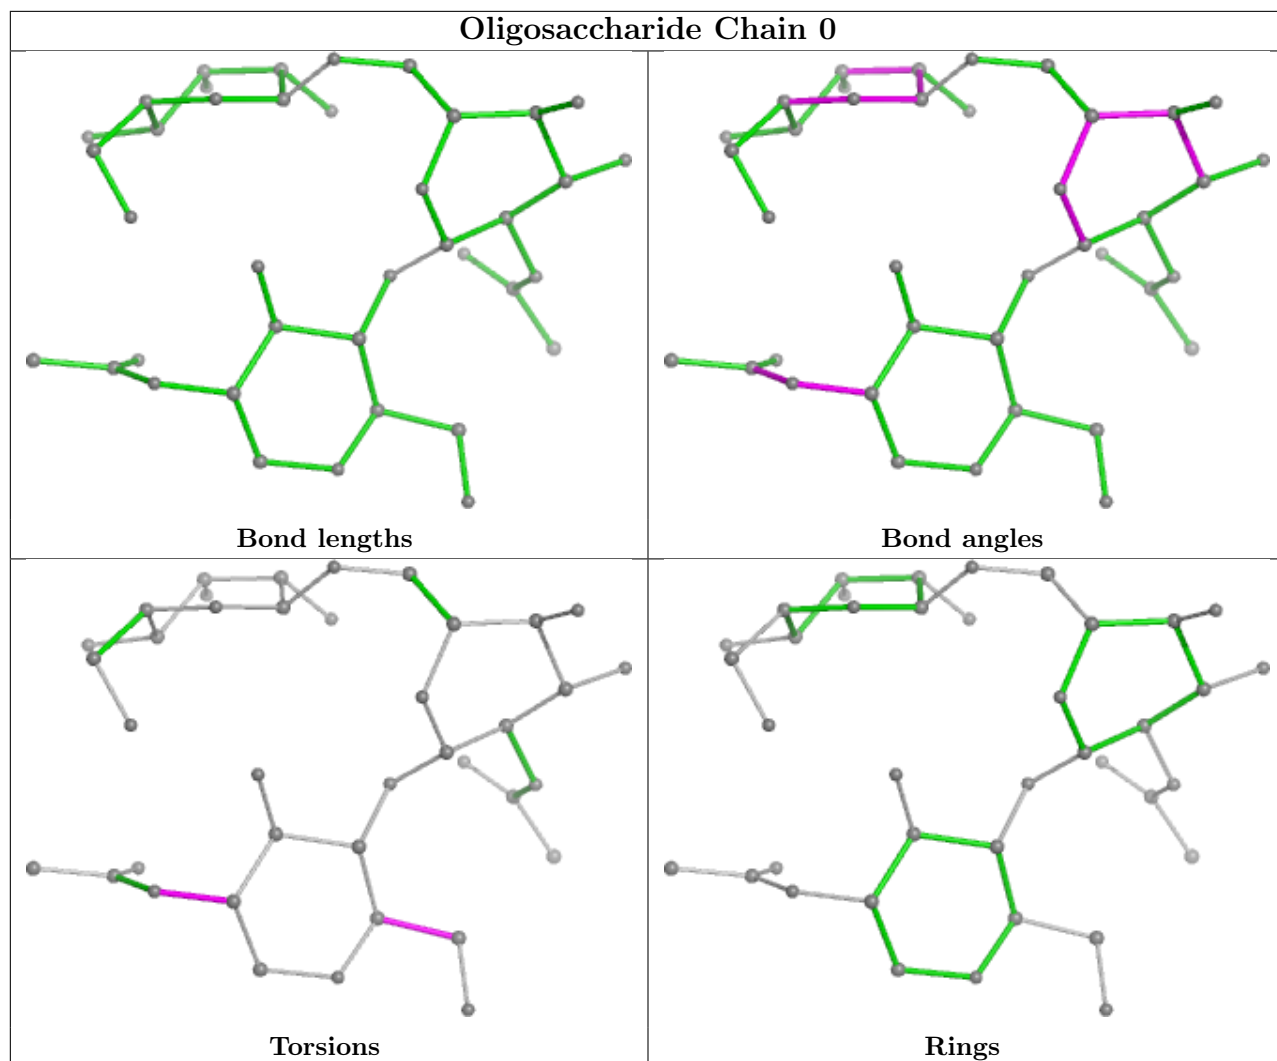 Oligosaccharide Chain 0
Bond lengths
Bond angles
Torsions
Rings